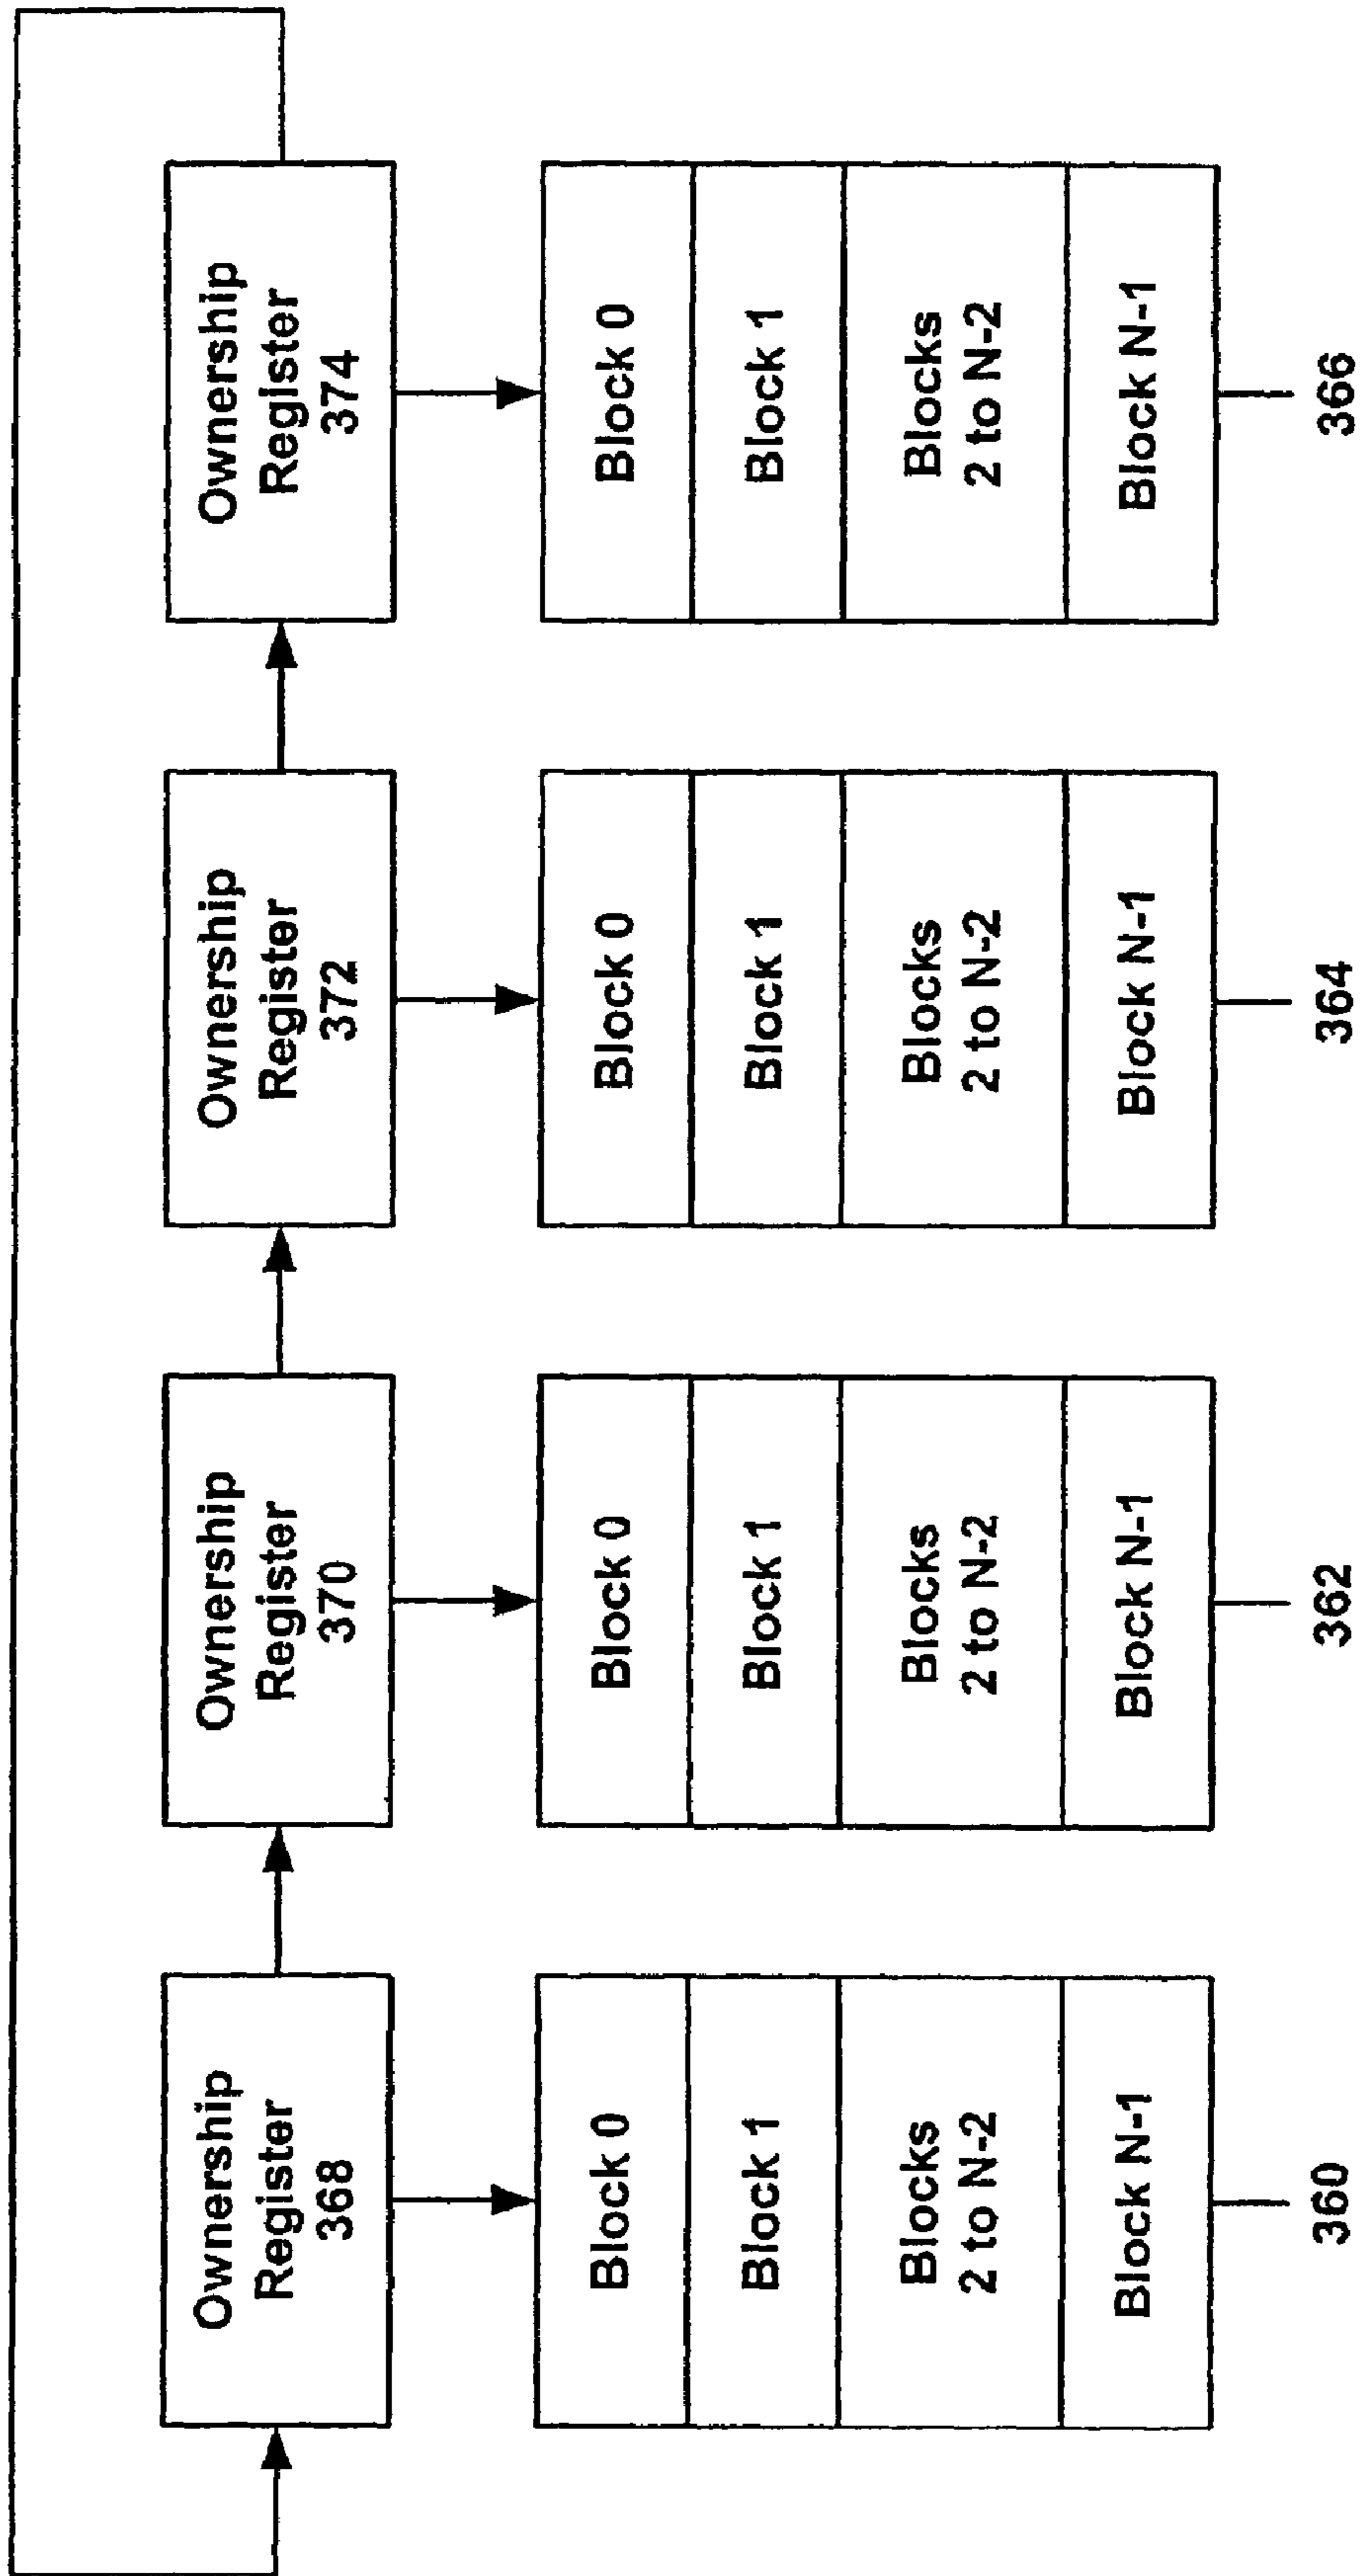 Ownership
Register
368
Ownership
Register
370
Ownership
Register
372
Ownership
Register
374
Block 0
Block 1
Blocks
2 to N-2
Block N-1
360
Block 0
Block 1
Blocks
2 to N-2
Block N-1
362
Block 0
Block 1
Blocks
2 to N-2
Block N-1
364
Block 0
Block 1
Blocks
2 to N-2
Block N-1
366